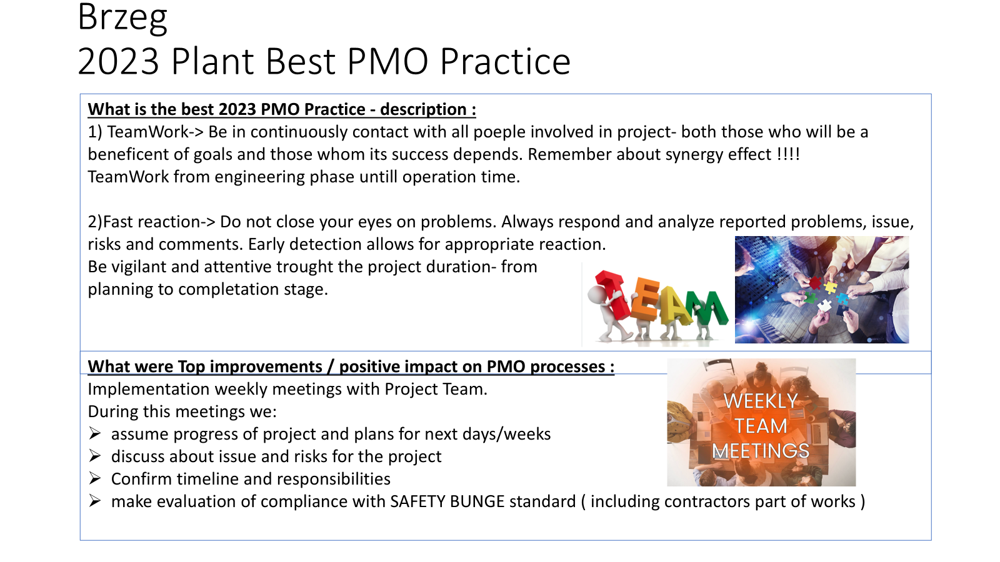 Brzeg
2023 Plant Best PMO Practice
What is the best 2023 PMO Practice - description :
1) TeamWork-> Be in continuously contact with all poeple involved in project- both those who will be a
beneficent of goals and those whom its success depends. Remember about synergy effect !!!!
TeamWork from engineering phase untill operation time.
2)Fast reaction-> Do not close your eyes on problems. Always respond and analyze reported problems, issue,
risks and comments. Early detection allows for appropriate reaction.
Be vigilant and attentive trought the project duration- from
planning to completation stage.
TEAM
What were Top improvements / positive impact on PMO processes :
Implementation weekly meetings with Project Team.
During this meetings we:
➢ assume progress of project and plans for next days/weeks
➢ discuss about issue and risks for the project
➢ Confirm timeline and responsibilities
➢ make evaluation of compliance with SAFETY BUNGE standard ( including contractors part of works )
WEEKLY
TEAM
MEETINGS